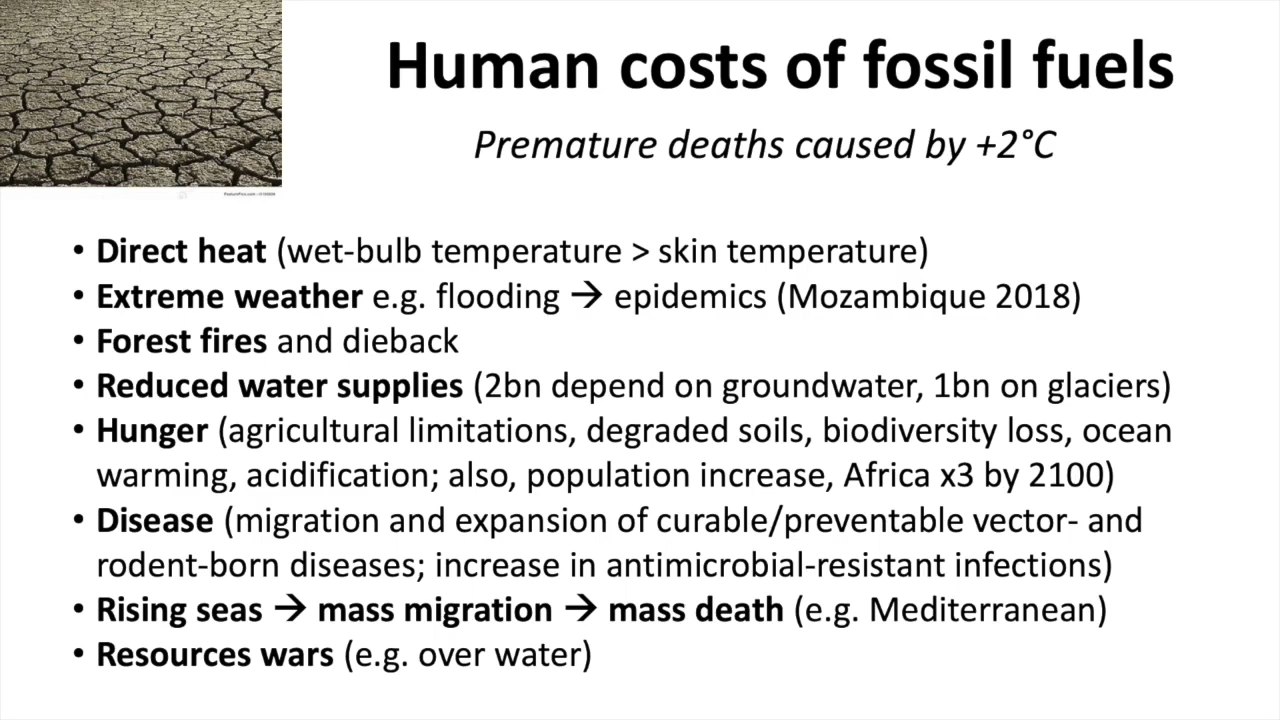 Human costs of fossil fuels
Premature deaths caused by +2°C
• Direct heat (wet-bulb temperature > skin temperature)
• Extreme weather e.g. flooding → epidemics (Mozambique 2018)
• Forest fires and dieback
• Reduced water supplies (2bn depend on groundwater, 1bn on glaciers)
• Hunger (agricultural limitations, degraded soils, biodiversity loss, ocean
warming, acidification; also, population increase, Africa x3 by 2100)
• Disease (migration and expansion of curable/preventable vector- and
rodent-born diseases; increase in antimicrobial-resistant infections)
• Rising seas → mass migration → mass death (e.g. Mediterranean)
• Resources wars (e.g. over water)